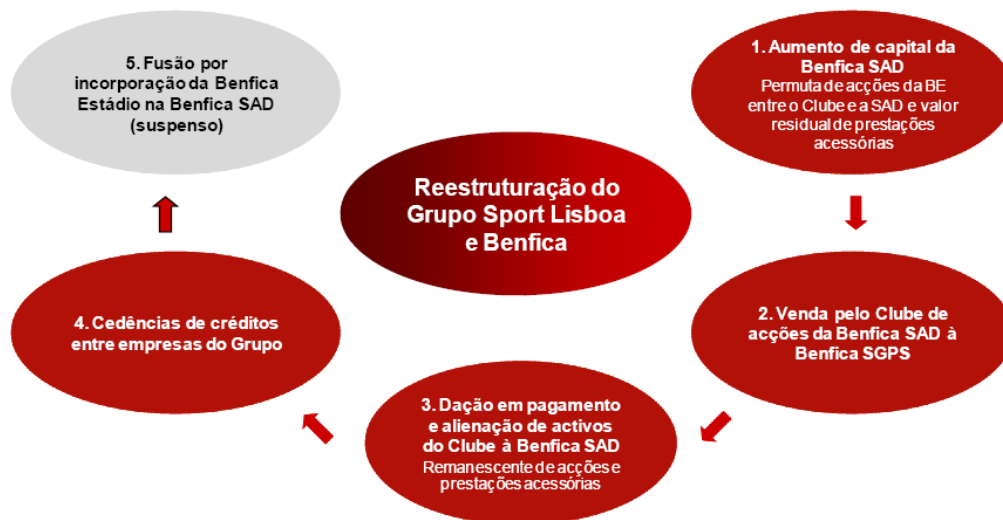 1. Aumento de capital da
Benfica SAD
Permuta de acções da BE
entre o Clube e a SAD e valor
residual de prestações
acessórias
2. Venda pelo Clube de
acções da Benfica SAD à
Benfica SGPS
3. Dação em pagamento
e alienação de activos
do Clube à Benfica SAD
Remanescente de acções e
prestações acessórias
4. Cedências de créditos
entre empresas do Grupo
5. Fusão por
incorporação da Benfica
Estádio na Benfica SAD
(suspenso)
Reestruturação do
Grupo Sport Lisboa
e Benfica